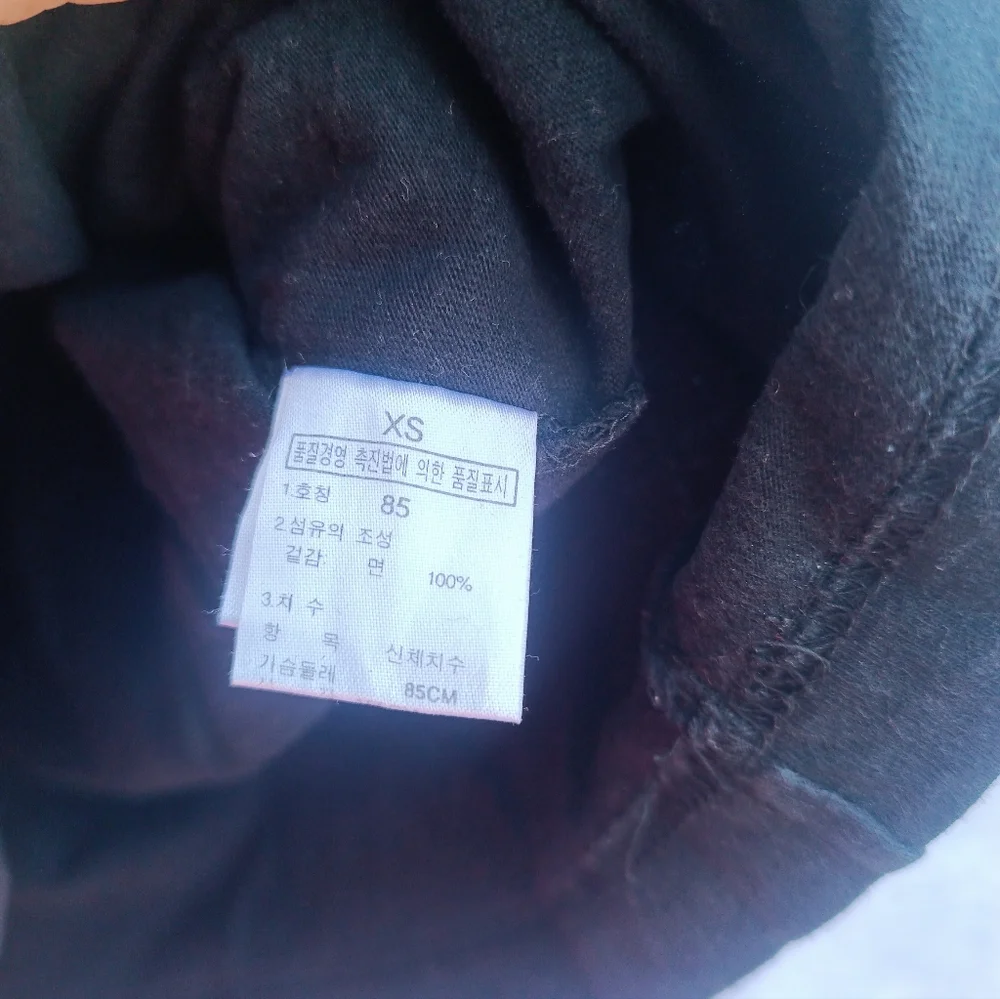 XS
품질경영 촉진법에 의한 품질표시
1.호칭 85
2.섬유의 조성
겉감 면 100%
3.치 수
항 목 신체치수
가슴둘레 85CM